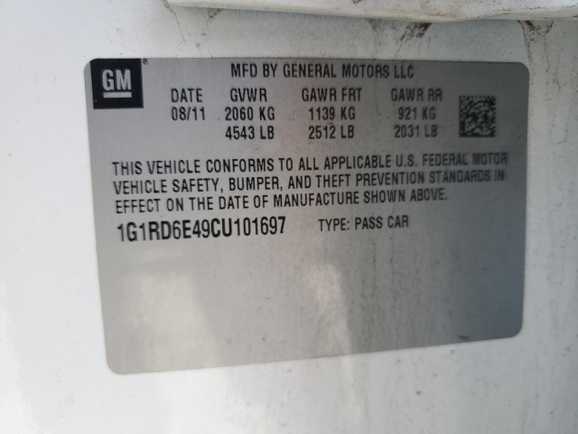 GM
MFD BY GENERAL MOTORS LLC
DATE GVWR GAWR FRT GAWR RR
08/11 2060 KG 1139 KG 921 KG
4543 LB 2512 LB 2031 LB
THIS VEHICLE CONFORMS TO ALL APPLICABLE U.S. FEDERAL MOTOR
VEHICLE SAFETY, BUMPER, AND THEFT PREVENTION STANDARDS IN
EFFECT ON THE DATE OF MANUFACTURE SHOWN ABOVE.
1G1RD6E49CU101697 TYPE: PASS CAR